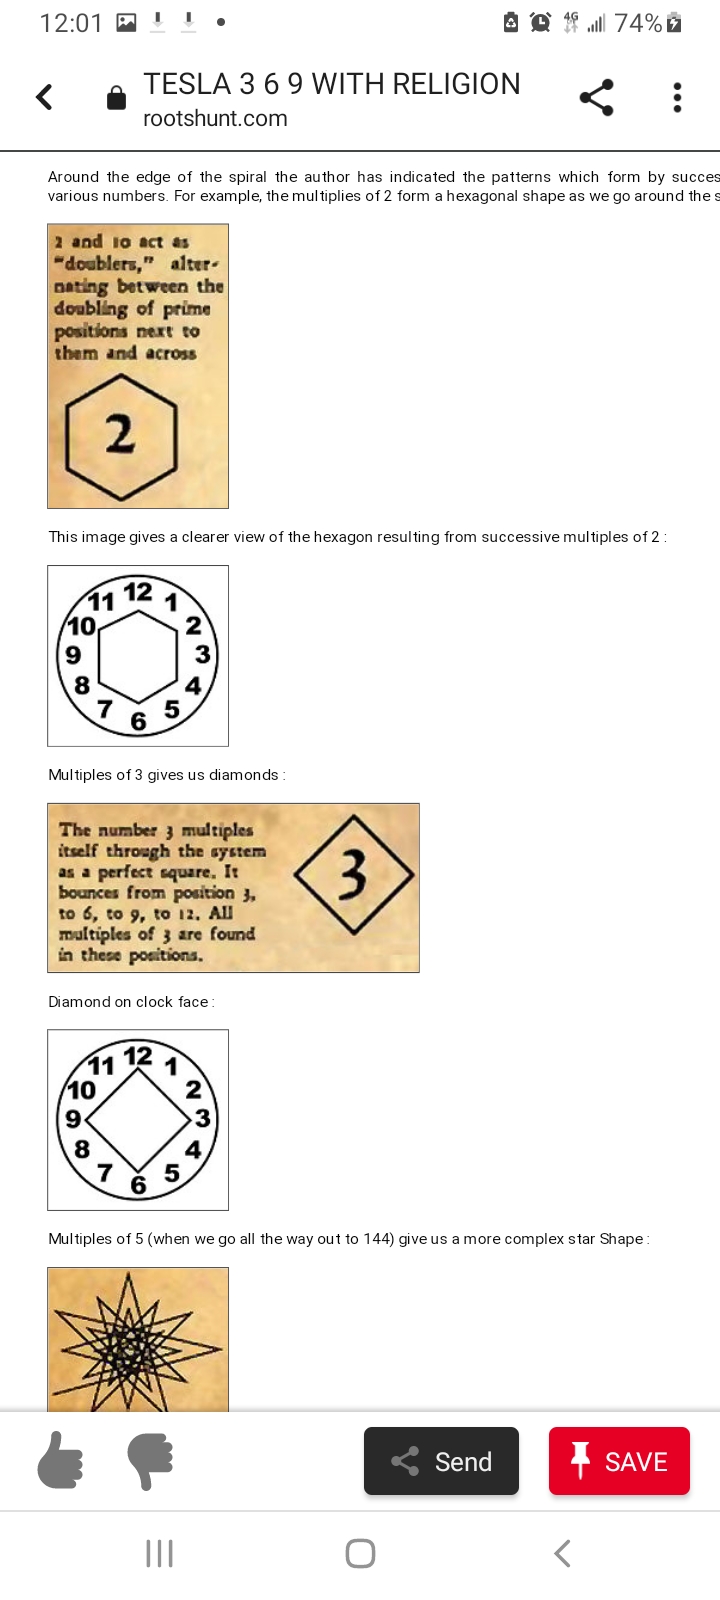 12:01
4G
74%
TESLA 3 6 9 WITH RELIGION
rootshunt.com
Around the edge of the spiral the author has indicated the patterns which form by succes
various numbers. For example, the multiplies of 2 form a hexagonal shape as we go around the s
2 and 10 act as
"doublers," alter-
nating between the
doubling of prime
positions next to
them and across
2
This image gives a clearer view of the hexagon resulting from successive multiples of 2 :
12
11 1
10 2
9 3
8 4
7 5
6
Multiples of 3 gives us diamonds :
The number 3 multiples
itself through the system
as a perfect square. It
bounces from position 3,
to 6, to 9, to 12. All
multiples of 3 are found
in these positions.
3
Diamond on clock face :
12
11 1
10 2
9 3
8 4
7 5
6
Multiples of 5 (when we go all the way out to 144) give us a more complex star Shape :
Send
SAVE